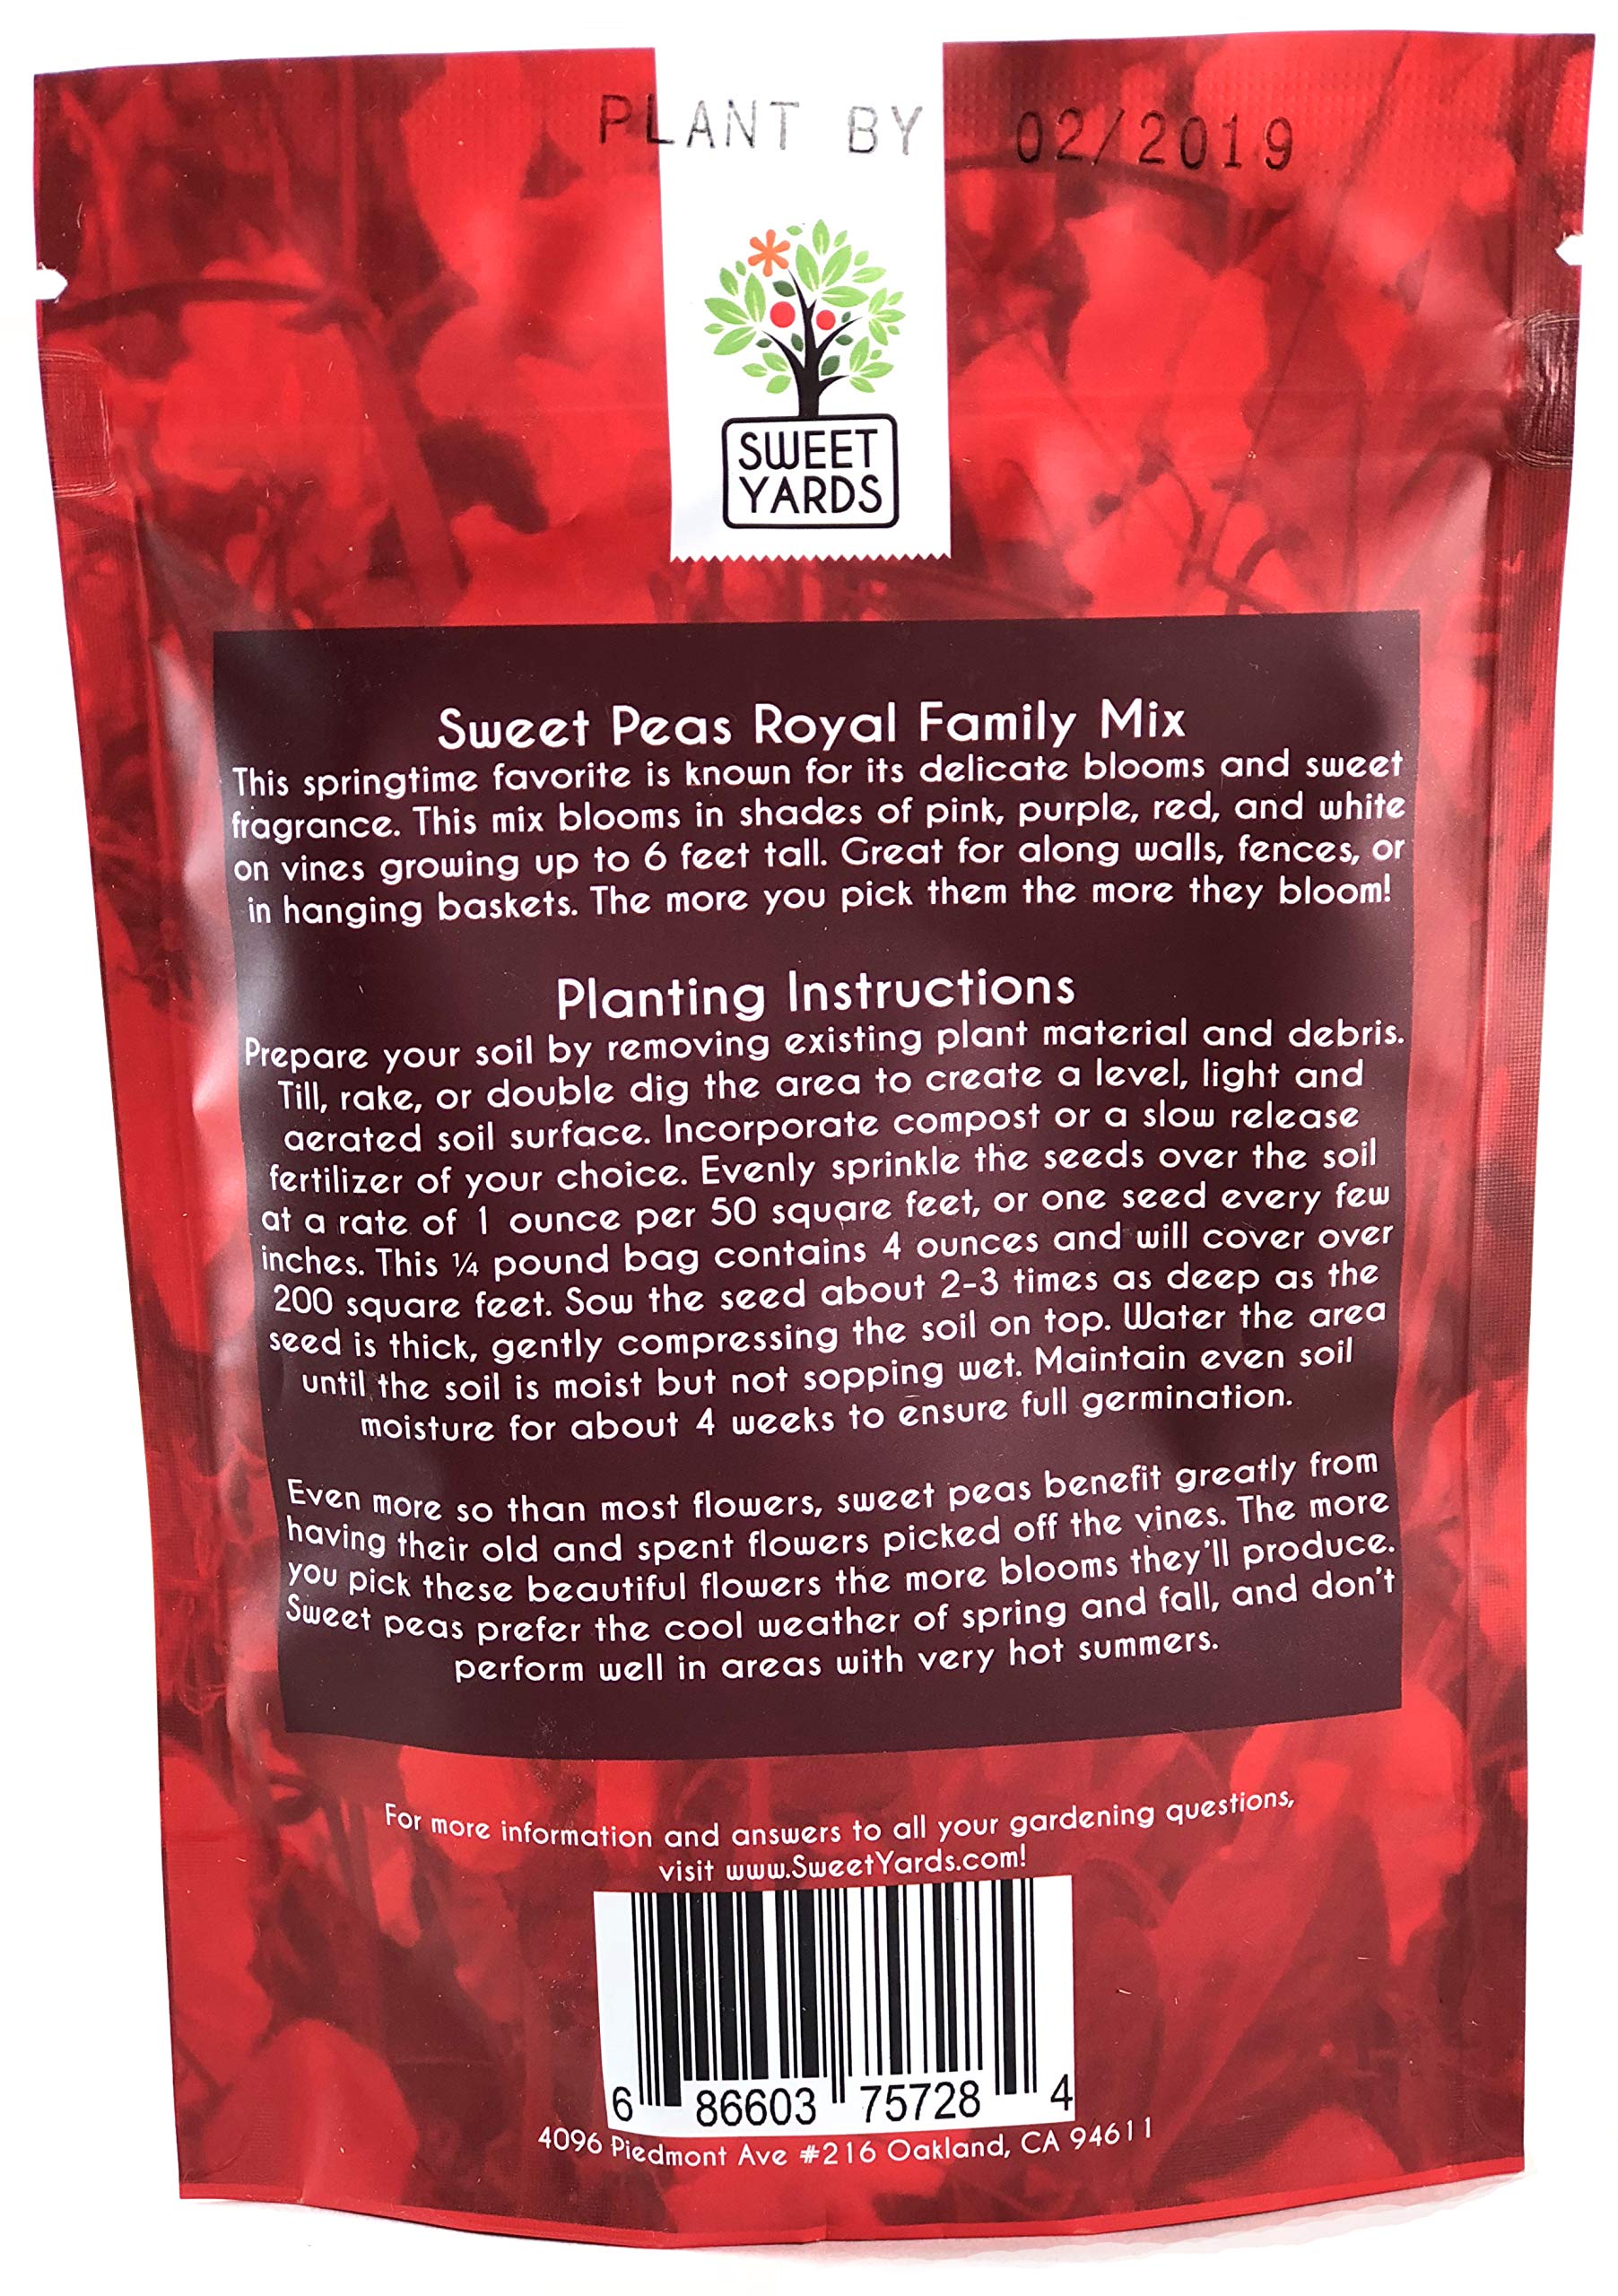 PLANT BY 02/2019
SWEET
YARDS
Sweet Peas Royal Family Mix
This springtime favorite is known for its delicate blooms and sweet
fragrance. This mix blooms in shades of pink, purple, red, and white
on vines growing up to 6 feet tall. Great for along walls, fences, or
in hanging baskets. The more you pick them the more they bloom!
Planting Instructions
Prepare your soil by removing existing plant material and debris.
Till, rake, or double dig the area to create a level, light and
aerated soil surface. Incorporate compost or a slow release
fertilizer of your choice. Evenly sprinkle the seeds over the soil
at a rate of 1 ounce per 50 square feet, or one seed every few
inches. This ¼ pound bag contains 4 ounces and will cover over
200 square feet. Sow the seed about 2-3 times as deep as the
seed is thick, gently compressing the soil on top. Water the area
until the soil is moist but not sopping wet. Maintain even soil
moisture for about 4 weeks to ensure full germination.
Even more so than most flowers, sweet peas benefit greatly from
having their old and spent flowers picked off the vines. The more
you pick these beautiful flowers the more blooms they'll produce.
Sweet peas prefer the cool weather of spring and fall, and don't
perform well in areas with very hot summers.
For more information and answers to all your gardening questions,
visit www.SweetYards.com!
6 86603 75728 4
4096 Piedmont Ave #216 Oakland, CA 94611